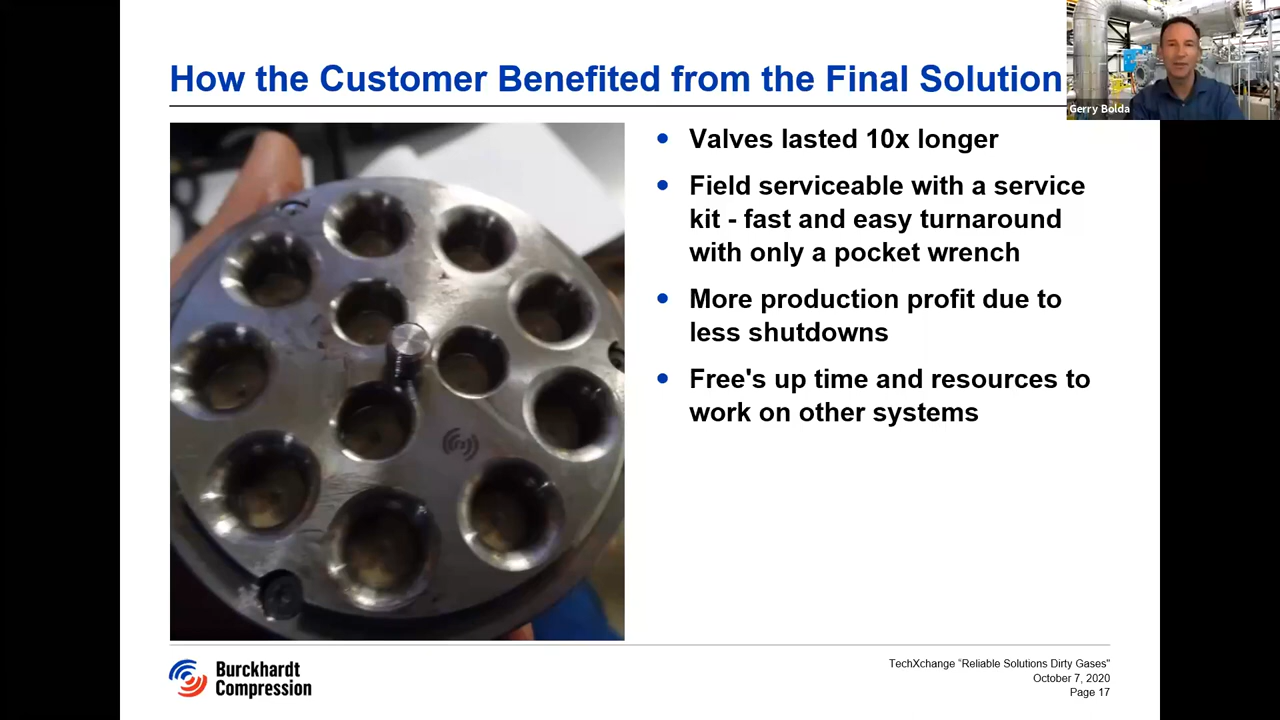 How the Customer Benefited from the Final Solution
Gerry Bolda
Valves lasted 10x longer
Field serviceable with a service
kit - fast and easy turnaround
with only a pocket wrench
More production profit due to
less shutdowns
Free's up time and resources to
work on other systems
Burckhardt
Compression
TechXchange "Reliable Solutions Dirty Gases"
October 7, 2020
Page 17